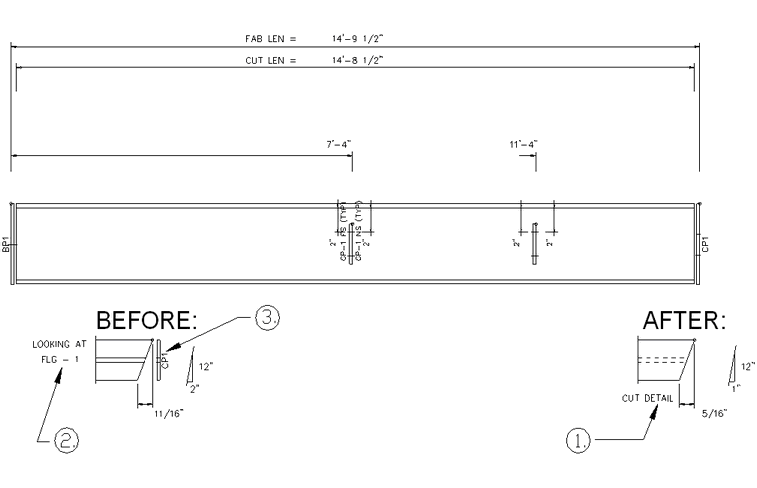 FAB LEN = 14'-9 1/2"
CUT LEN = 14'-8 1/2"
7'-4"
11'-4"
BP1
2"
CP-1 FS (TYP)
CP-1 NS (TYP)
2"
2"
2"
CP1
BEFORE:
3.
AFTER:
LOOKING AT
FLG - 1
CP1
12"
2"
11/16"
2.
12"
1"
CUT DETAIL
5/16"
1.